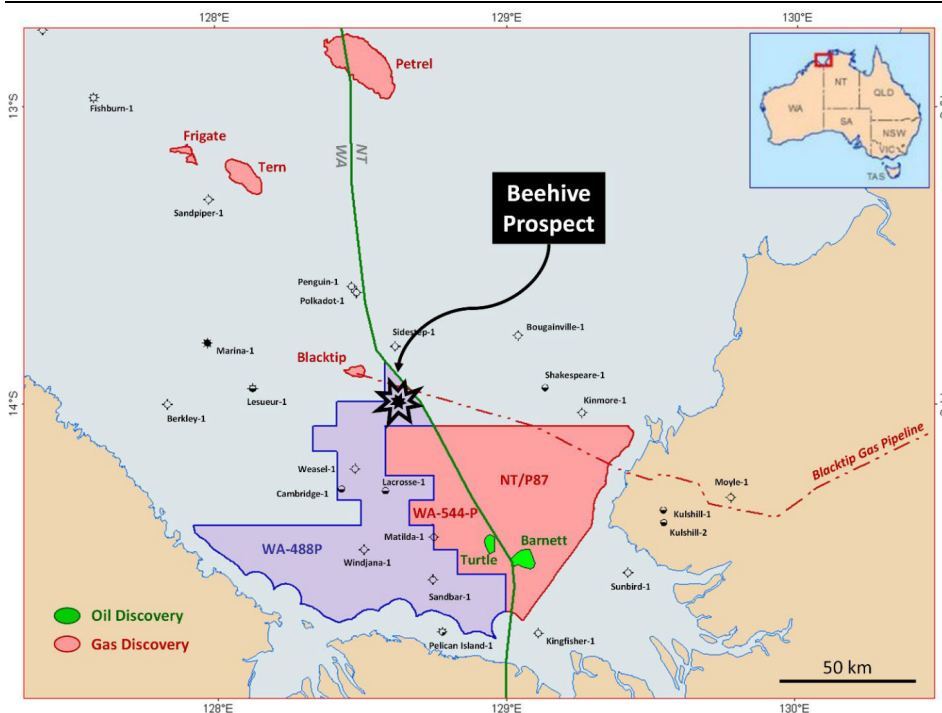 128°E
129°E
130°E
Petrel
Fishburn-1
13°S
Frigate
Tern
NT
WA
Sandpiper-1
WA
NT
QLD
SA
NSW
VIC
TAS
Beehive
Prospect
Penguin-1
Polkadot-1
Sidestep-1
Bougainville-1
Marina-1
Blacktip
Lesueur-1
Shakespeare-1
Berkley-1
Kinmore-1
14°S
Weasel-1
Cambridge-1
Lacrosse-1
NT/P87
WA-544-P
Moyle-1
Blacktip Gas Pipeline
Kulshill-1
Kulshill-2
WA-488P
Matilda-1
Windjana-1
Turtle
Barnett
Sandbar-1
Sunbird-1
Oil Discovery
Gas Discovery
Pelican Island-1
Kingfisher-1
50 km
128°E
129°E
130°E